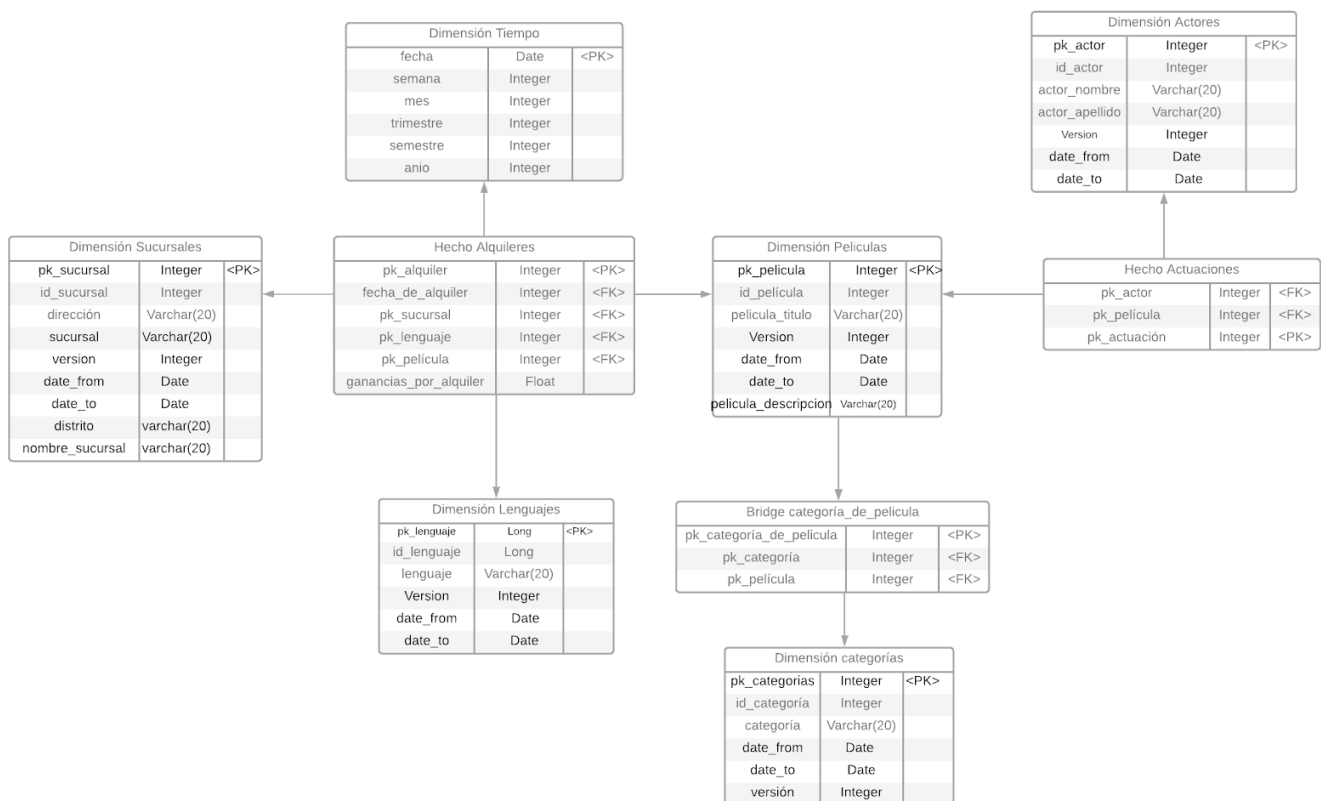 Dimensión Tiempo
fecha Date <PK>
semana Integer
mes Integer
trimestre Integer
semestre Integer
anio Integer
Dimensión Actores
pk_actor Integer <PK>
id_actor Integer
actor_nombre Varchar(20)
actor_apellido Varchar(20)
Version Integer
date_from Date
date_to Date
Dimensión Sucursales
pk_sucursal Integer <PK>
id_sucursal Integer
dirección Varchar(20)
sucursal Varchar(20)
version Integer
date_from Date
date_to Date
distrito varchar(20)
nombre_sucursal varchar(20)
Hecho Alquileres
pk_alquiler Integer <PK>
fecha_de_alquiler Integer <FK>
pk_sucursal Integer <FK>
pk_lenguaje Integer <FK>
pk_película Integer <FK>
ganancias_por_alquiler Float
Dimensión Peliculas
pk_pelicula Integer <PK>
id_película Integer
pelicula_titulo Varchar(20)
Version Integer
date_from Date
date_to Date
pelicula_descripcion Varchar(20)
Hecho Actuaciones
pk_actor Integer <FK>
pk_película Integer <FK>
pk_actuación Integer <PK>
Dimensión Lenguajes
pk_lenguaje Long <PK>
id_lenguaje Long
lenguaje Varchar(20)
Version Integer
date_from Date
date_to Date
Bridge categoría_de_pelicula
pk_categoría_de_pelicula Integer <PK>
pk_categoría Integer <FK>
pk_película Integer <FK>
Dimensión categorías
pk_categorias Integer <PK>
id_categoría Integer
categoría Varchar(20)
date_from Date
date_to Date
versión Integer